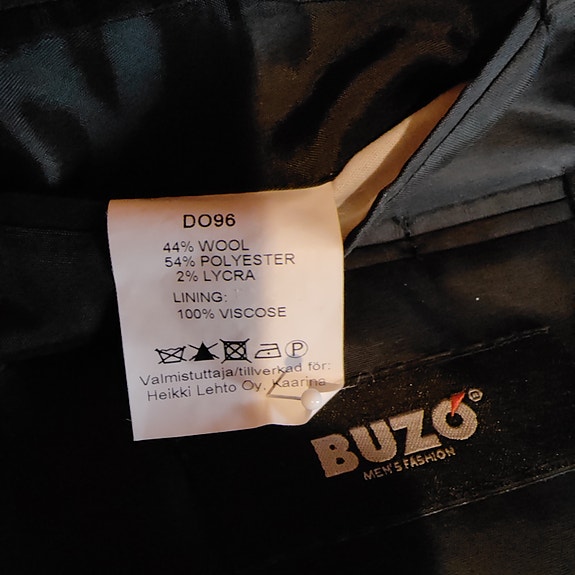 DO96
44% WOOL
54% POLYESTER
2% LYCRA
LINING:
100% VISCOSE
P
Valmistuttaja/tillverkad för:
Heikki Lehto Oy, Kaarina
BUZÓ®
MEN'S FASHION